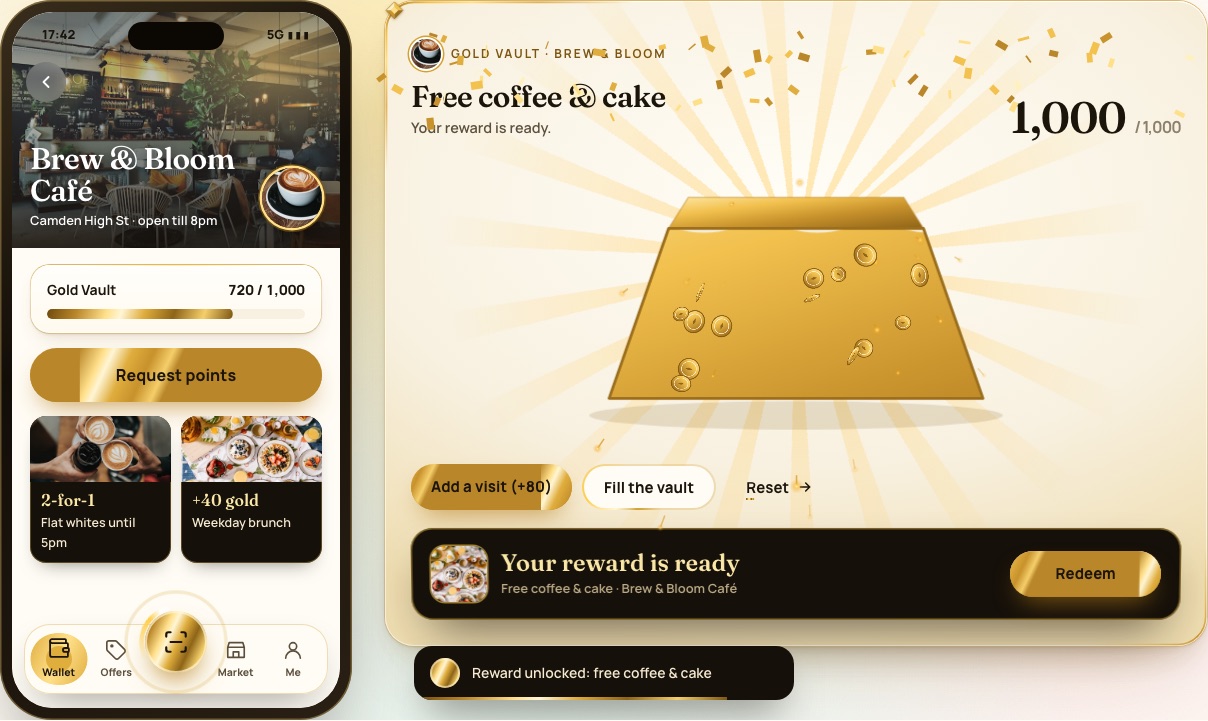 17:42
5G
Brew & Bloom
Café
Camden High St · open till 8pm
Gold Vault
720 / 1,000
Request points
2-for-1
Flat whites until
5pm
+40 gold
Weekday brunch
Wallet
Offers
Market
Me
GOLD VAULT · BREW & BLOOM
Free coffee & cake
Your reward is ready.
1,000 / 1,000
Add a visit (+80)
Fill the vault
Reset →
Your reward is ready
Free coffee & cake · Brew & Bloom Café
Redeem
Reward unlocked: free coffee & cake